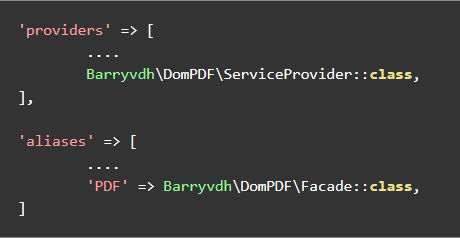 'providers' => [
....
Barryvdh\DomPDF\ServiceProvider::class,
],
'aliases' => [
....
'PDF' => Barryvdh\DomPDF\Facade::class,
]